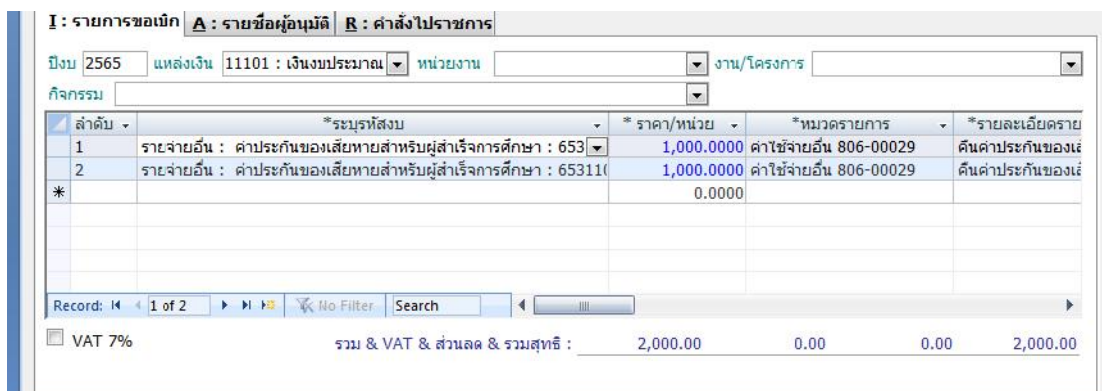 I : รายการขอเบิก A : รายชื่อผู้อนุมัติ R : คำสั่งไปราชการ
ปีงบ 2565 แหล่งเงิน 11101 : เงินงบประมาณ หน่วยงาน งาน/โครงการ
กิจกรรม
ลำดับ *ระบุรหัสงบ * ราคา/หน่วย *หมวดรายการ *รายละเอียดราย
1 รายจ่ายอื่น : ค่าประกันของเสียหายสำหรับผู้สำเร็จการศึกษา : 653 1,000.0000 ค่าใช้จ่ายอื่น 806-00029 คืนค่าประกันของเสี
2 รายจ่ายอื่น : ค่าประกันของเสียหายสำหรับผู้สำเร็จการศึกษา : 65311( 1,000.0000 ค่าใช้จ่ายอื่น 806-00029 คืนค่าประกันของเสี
* 0.0000
Record: 1 of 2 No Filter Search
VAT 7% รวม & VAT & ส่วนลด & รวมสุทธิ : 2,000.00 0.00 0.00 2,000.00